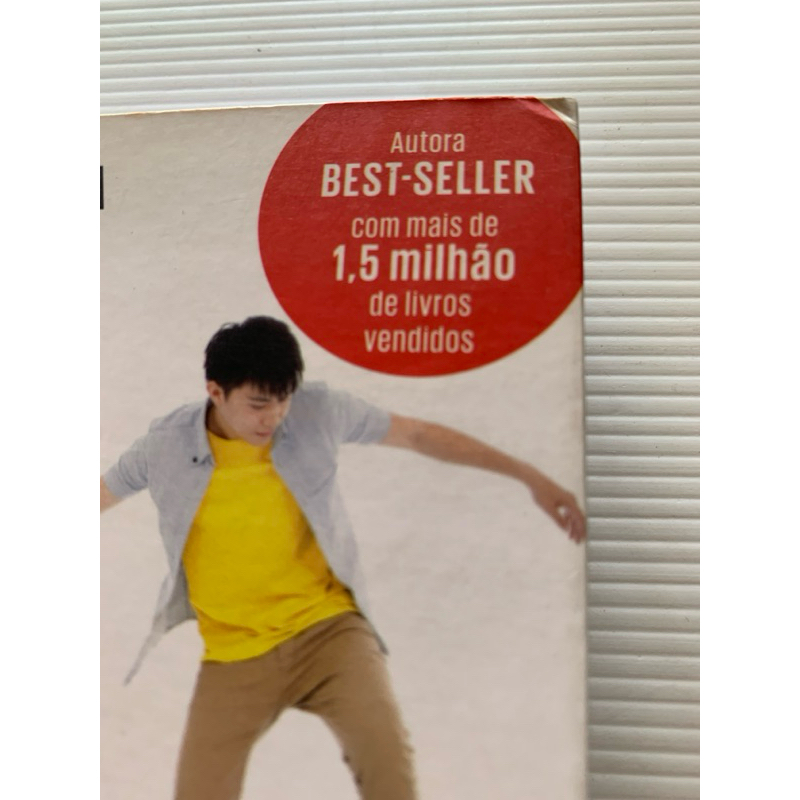 Autora
BEST-SELLER
com mais de
1,5 milhão
de livros
vendidos